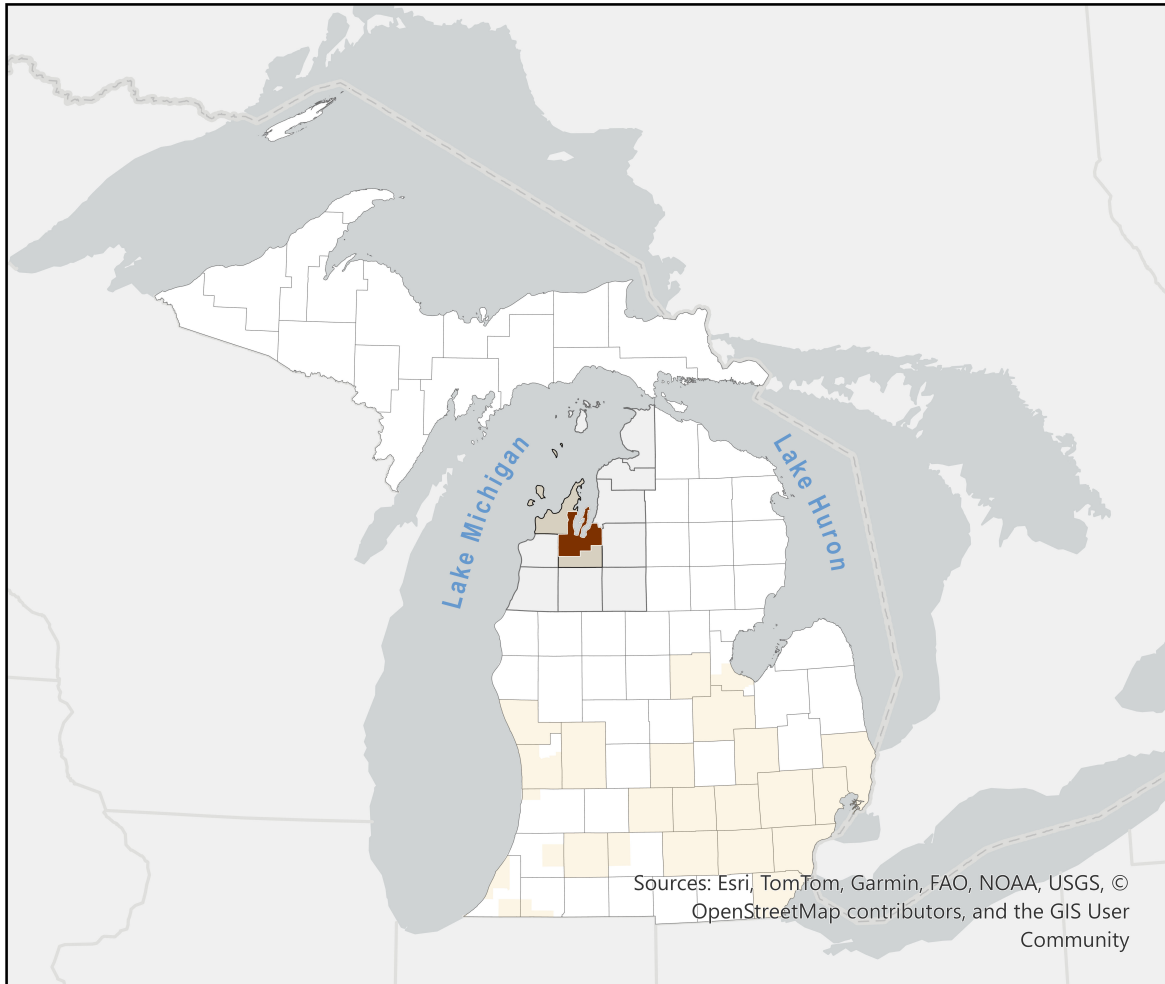 Lake Michigan
Lake Huron
Sources: Esri, TomTom, Garmin, FAO, NOAA, USGS, ©
OpenStreetMap contributors, and the GIS User
Community